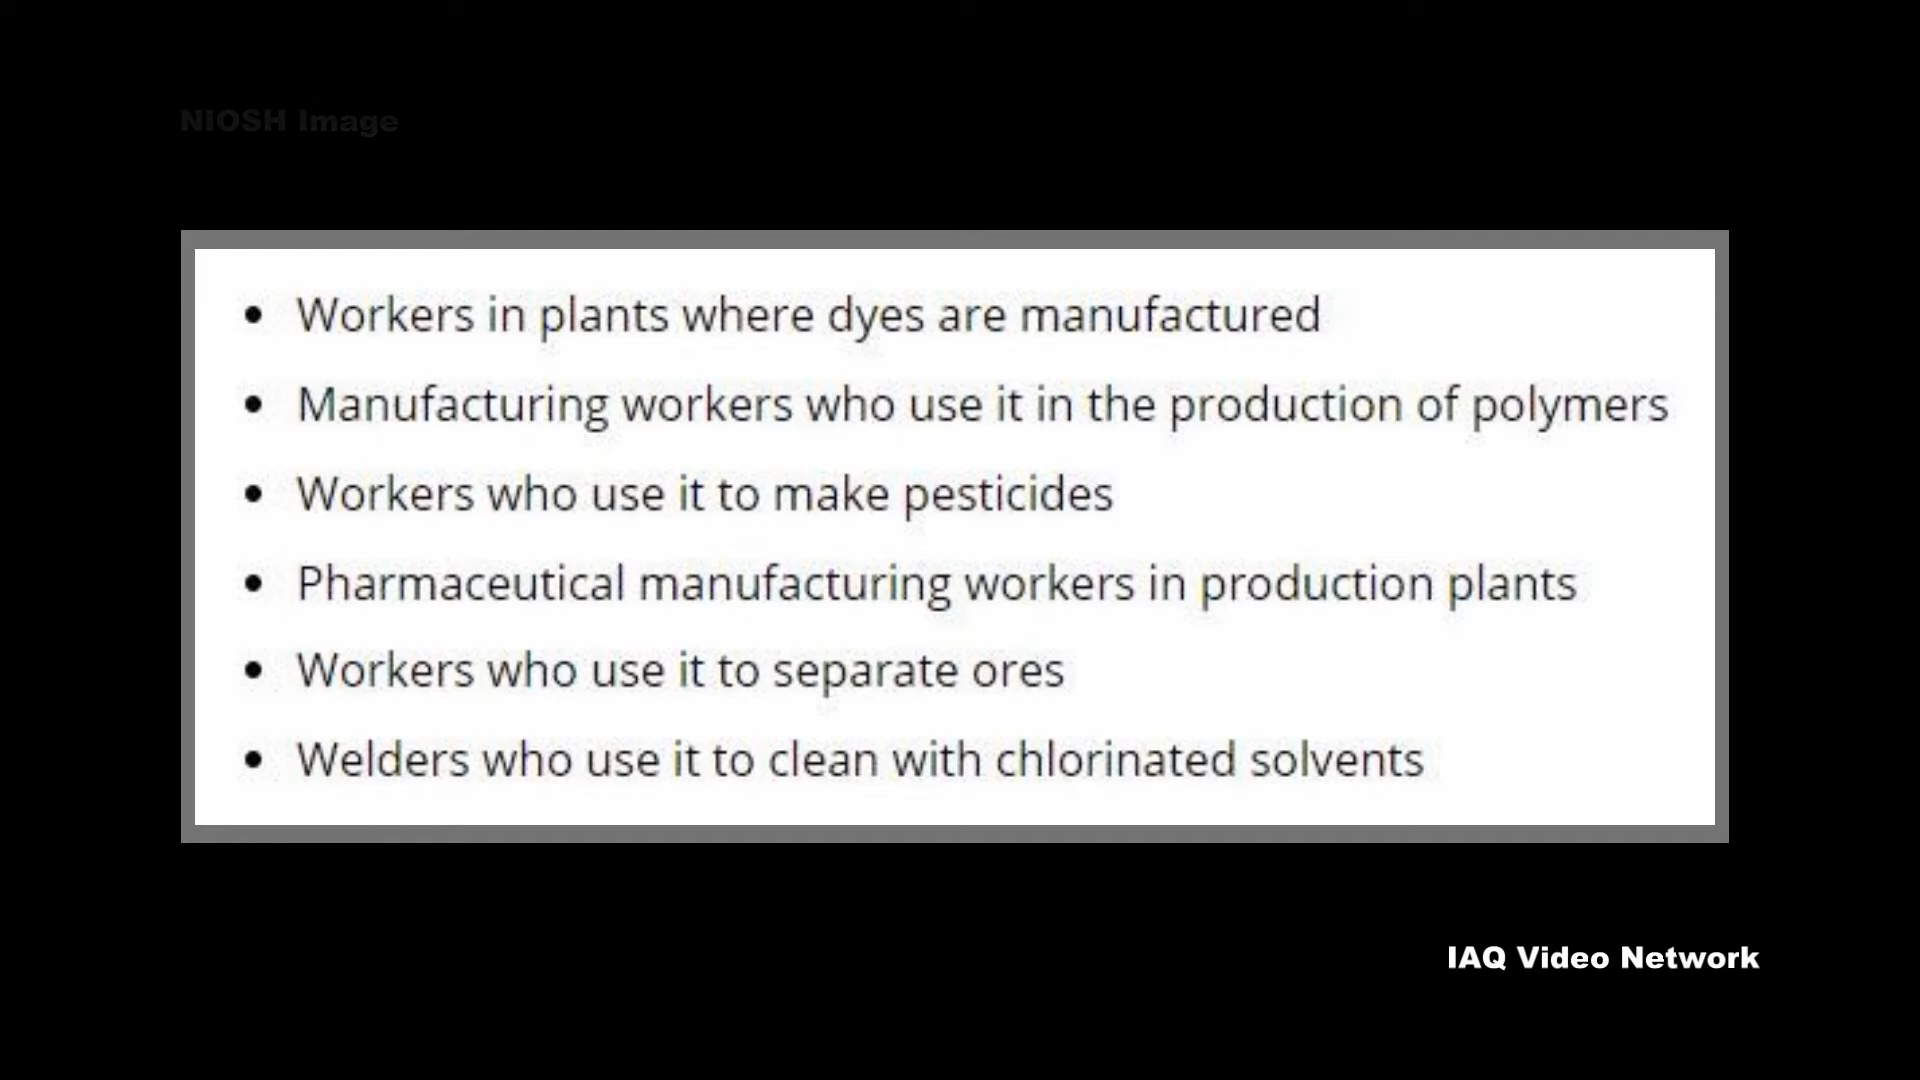 NIOSH Image
• Workers in plants where dyes are manufactured
• Manufacturing workers who use it in the production of polymers
• Workers who use it to make pesticides
• Pharmaceutical manufacturing workers in production plants
• Workers who use it to separate ores
• Welders who use it to clean with chlorinated solvents
IAQ Video Network